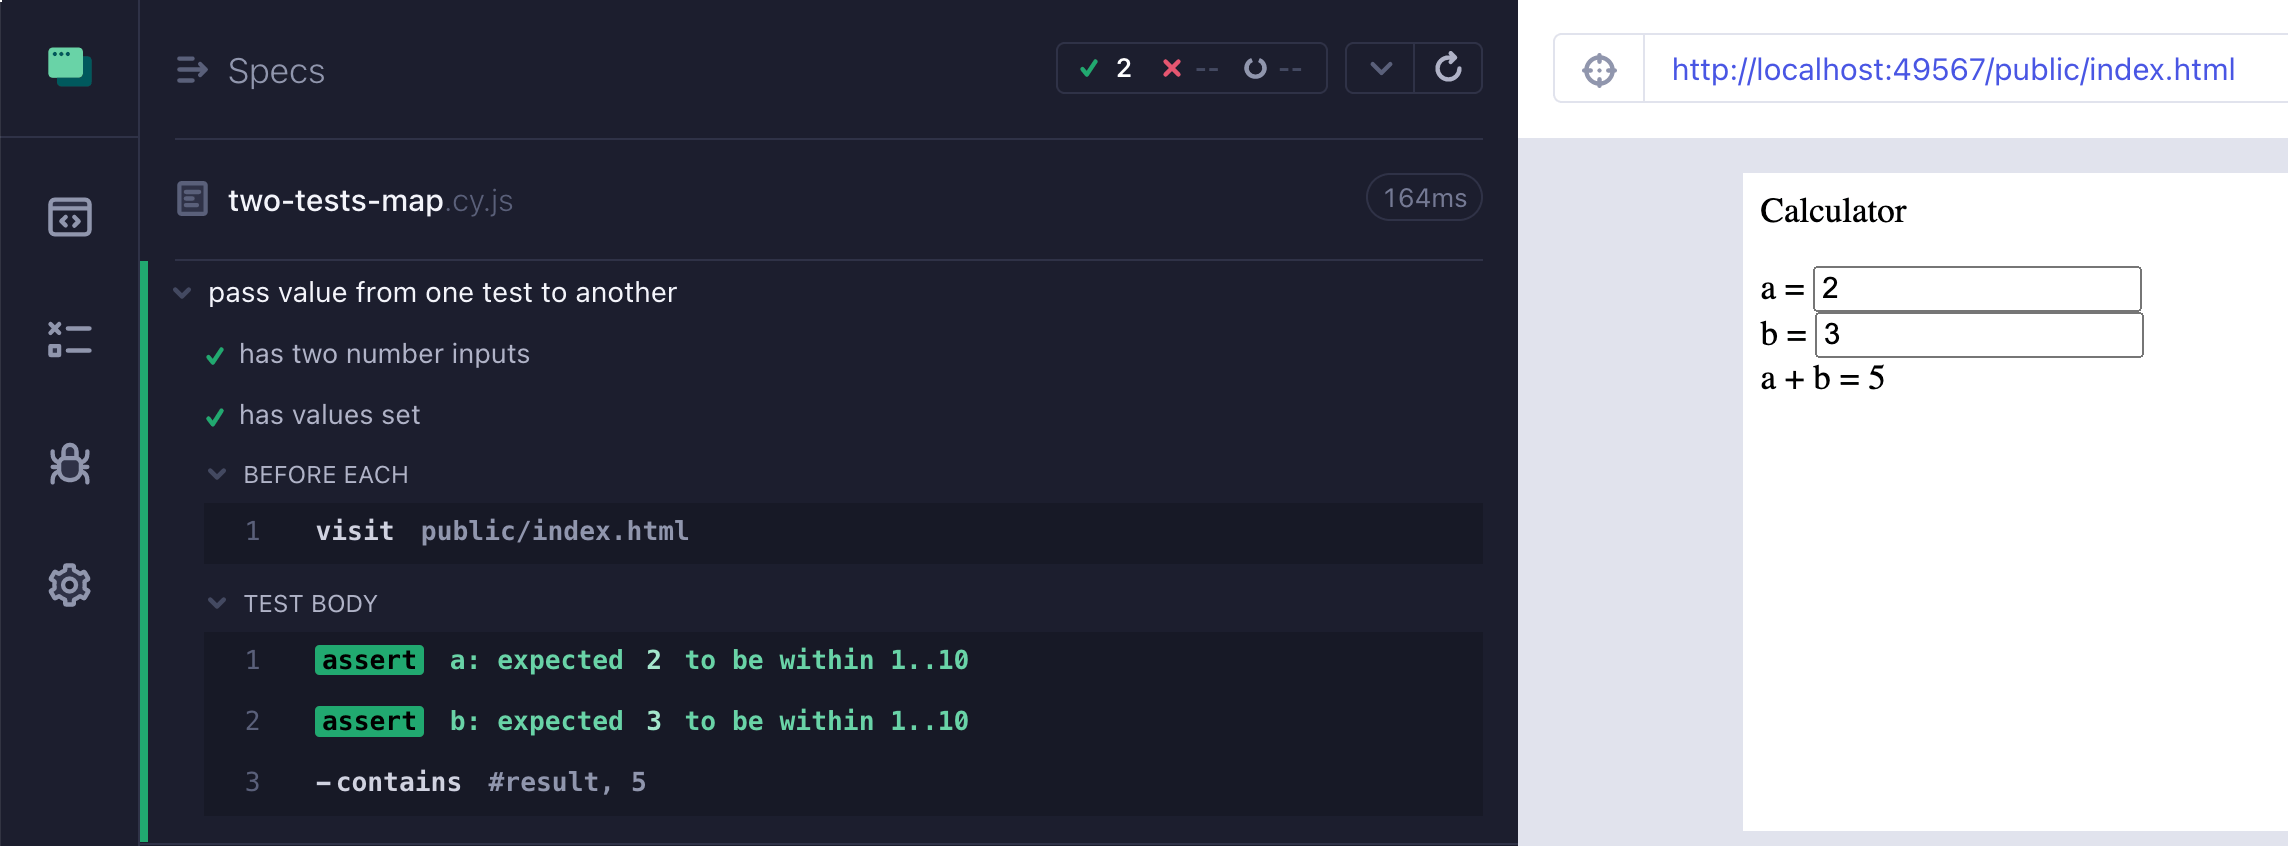 Specs
2 -- --
two-tests-map.cy.js
164ms
pass value from one test to another
has two number inputs
has values set
BEFORE EACH
1 visit public/index.html
TEST BODY
1 assert a: expected 2 to be within 1..10
2 assert b: expected 3 to be within 1..10
3 -contains #result, 5
http://localhost:49567/public/index.html
Calculator
a = 2
b = 3
a + b = 5